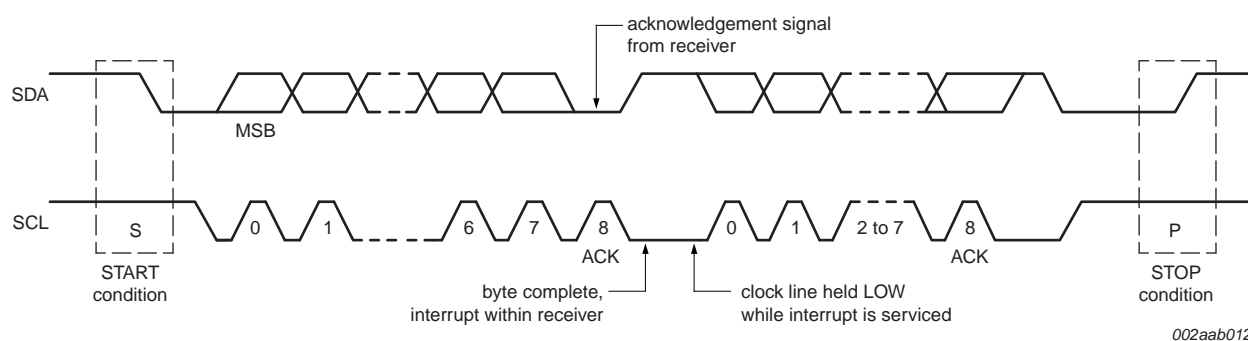 acknowledgement signal
from receiver
SDA
MSB
SCL
S
0
1
6
7
8
0
1
2 to 7
8
P
ACK
ACK
START
condition
byte complete,
interrupt within receiver
clock line held LOW
while interrupt is serviced
STOP
condition
002aab012